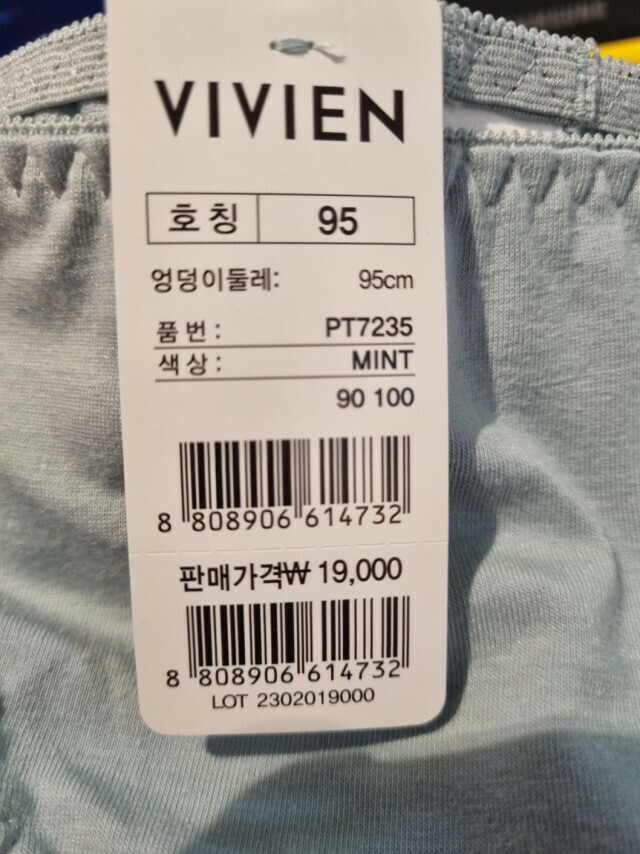 VIVIEN
호칭 95
엉덩이둘레: 95cm
품번: PT7235
색상: MINT
90 100
8 808906 614732
판매가격₩ 19,000
8 808906 614732
LOT 2302019000